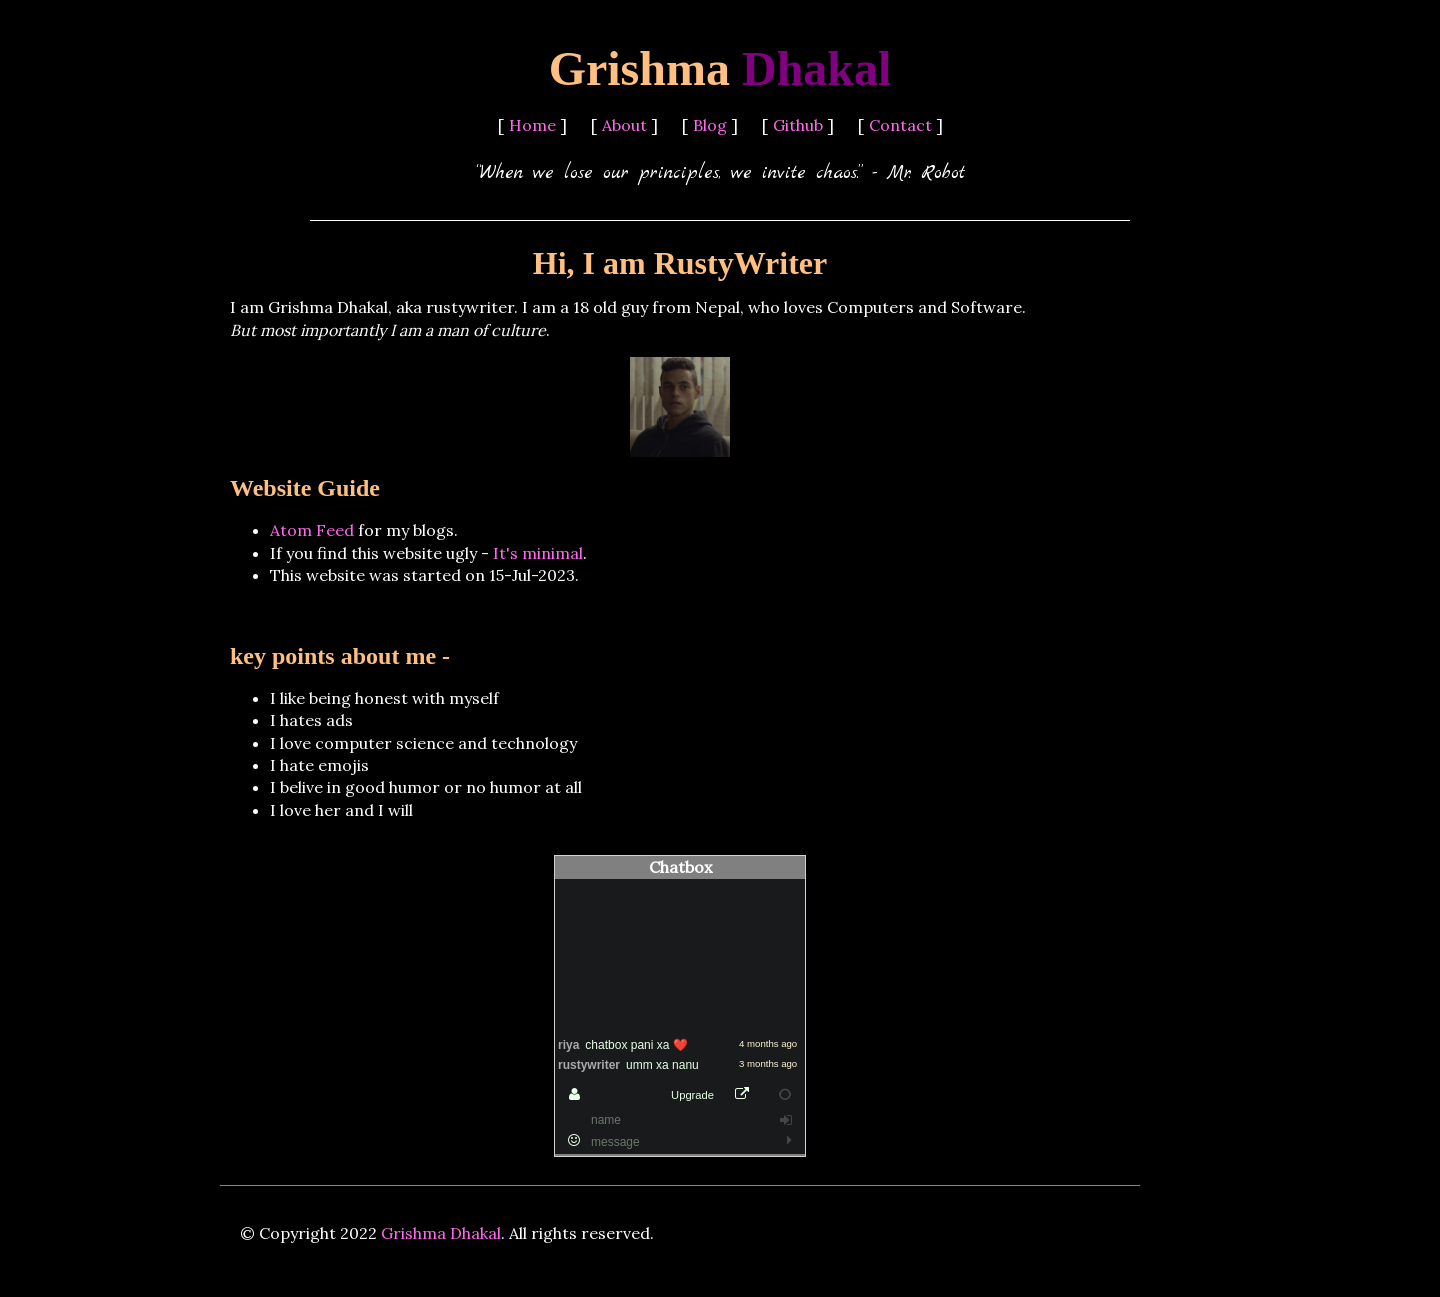 Grishma Dhakal
[ Home ] [ About ] [ Blog ] [ Github ] [ Contact ]
"When we lose our principles, we invite chaos." - Mr. Robot
Hi, I am RustyWriter
I am Grishma Dhakal, aka rustywriter. I am a 18 old guy from Nepal, who loves Computers and Software.
But most importantly I am a man of culture.
Website Guide
• Atom Feed for my blogs.
• If you find this website ugly - It's minimal.
• This website was started on 15-Jul-2023.
key points about me -
• I like being honest with myself
• I hates ads
• I love computer science and technology
• I hate emojis
• I belive in good humor or no humor at all
• I love her and I will
Chatbox
riya chatbox pani xa ❤️ 4 months ago
rustywriter umm xa nanu 3 months ago
Upgrade
name
message
© Copyright 2022 Grishma Dhakal. All rights reserved.